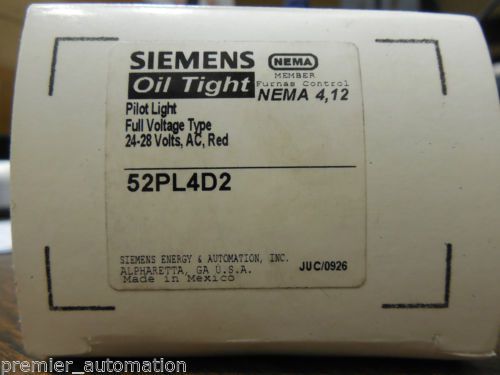 SIEMENS
NEMA
MEMBER
Oil Tight
Furnas Control
NEMA 4,12
Pilot Light
Full Voltage Type
24-28 Volts, AC, Red
52PL4D2
SIEMENS ENERGY & AUTOMATION, INC.
ALPHARETTA, GA U.S.A.
Made in Mexico
JUC/0926
premier_automation
premier_automation